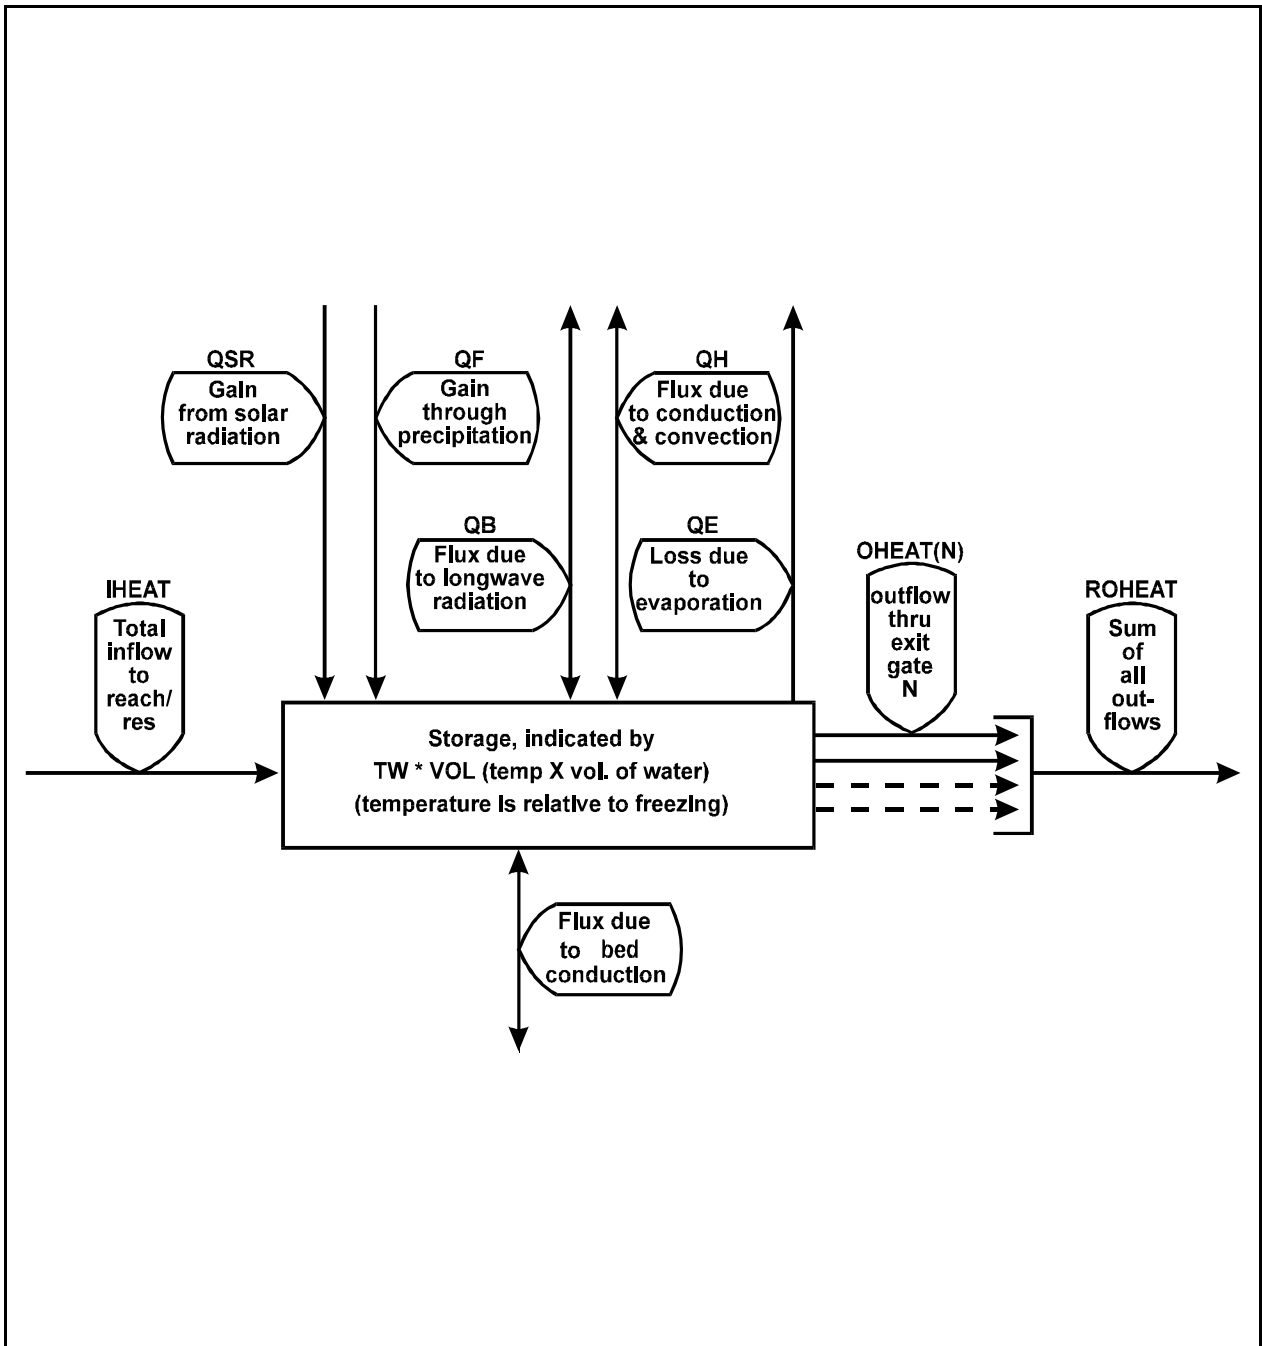 QSR
Gain
from solar
radiation
QF
Gain
through
precipitation
QH
Flux due
to conduction
& convection
QB
Flux due
to longwave
radiation
QE
Loss due
to
evaporation
IHEAT
Total
inflow
to
reach/
res
OHEAT(N)
outflow
thru
exit
gate
N
ROHEAT
Sum
of
all
out-
flows
Storage, indicated by
TW * VOL (temp X vol. of water)
(temperature is relative to freezing)
Flux due
to bed
conduction